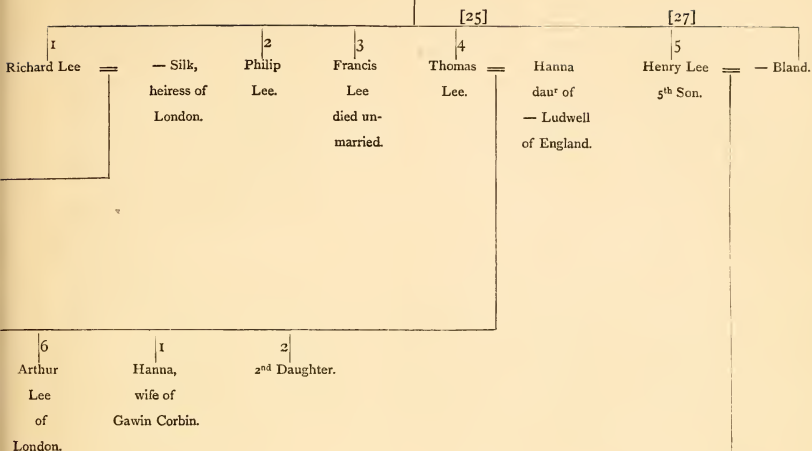 [25] [27]
1 2 3 4 5
Richard Lee = — Silk, Philip Francis Thomas = Hanna Henry Lee = — Bland.
heiress of Lee. Lee Lee. daur of 5th Son.
London. died un- — Ludwell
married. of England.
6 1 2
Arthur Hanna, 2nd Daughter.
Lee wife of
of Gawin Corbin.
London.